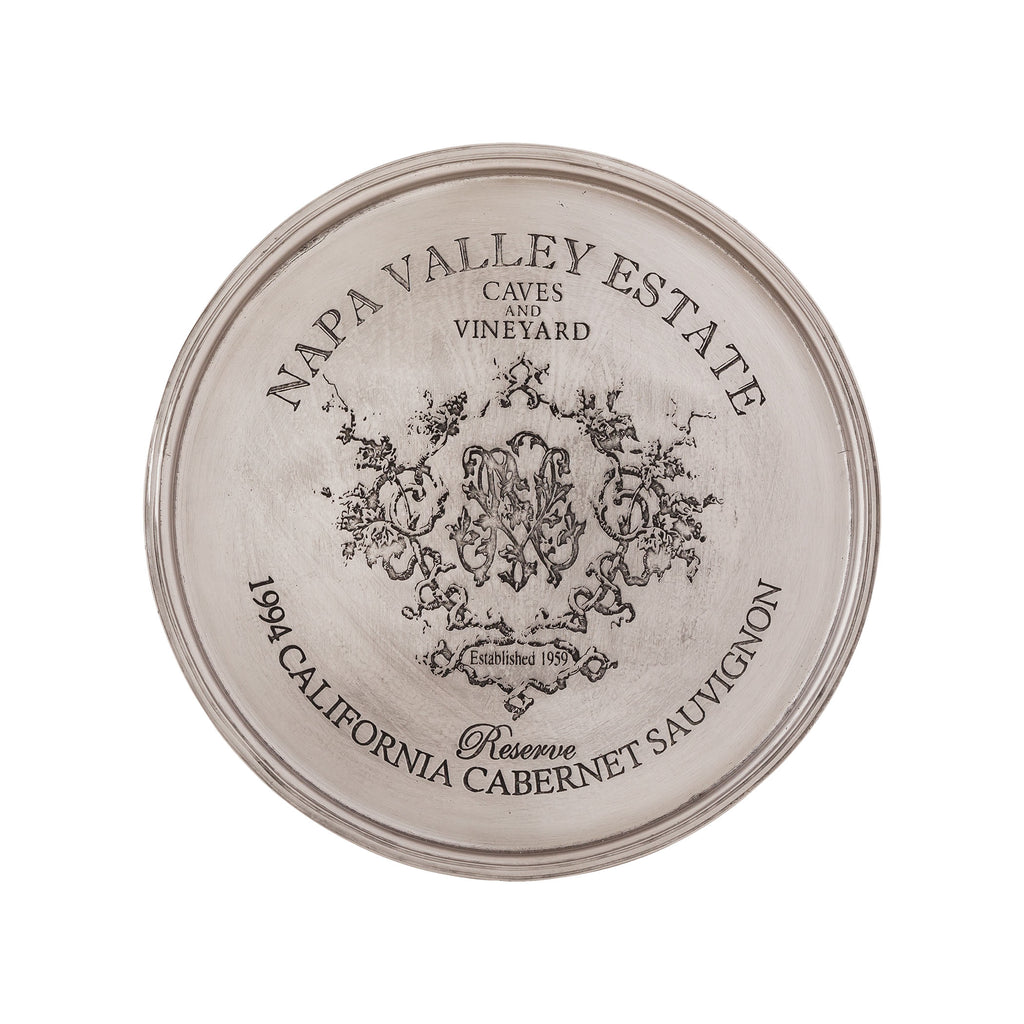 NAPA VALLEY ESTATE
CAVES
AND
VINEYARD
Established 1959
Reserve
1994 CALIFORNIA CABERNET SAUVIGNON